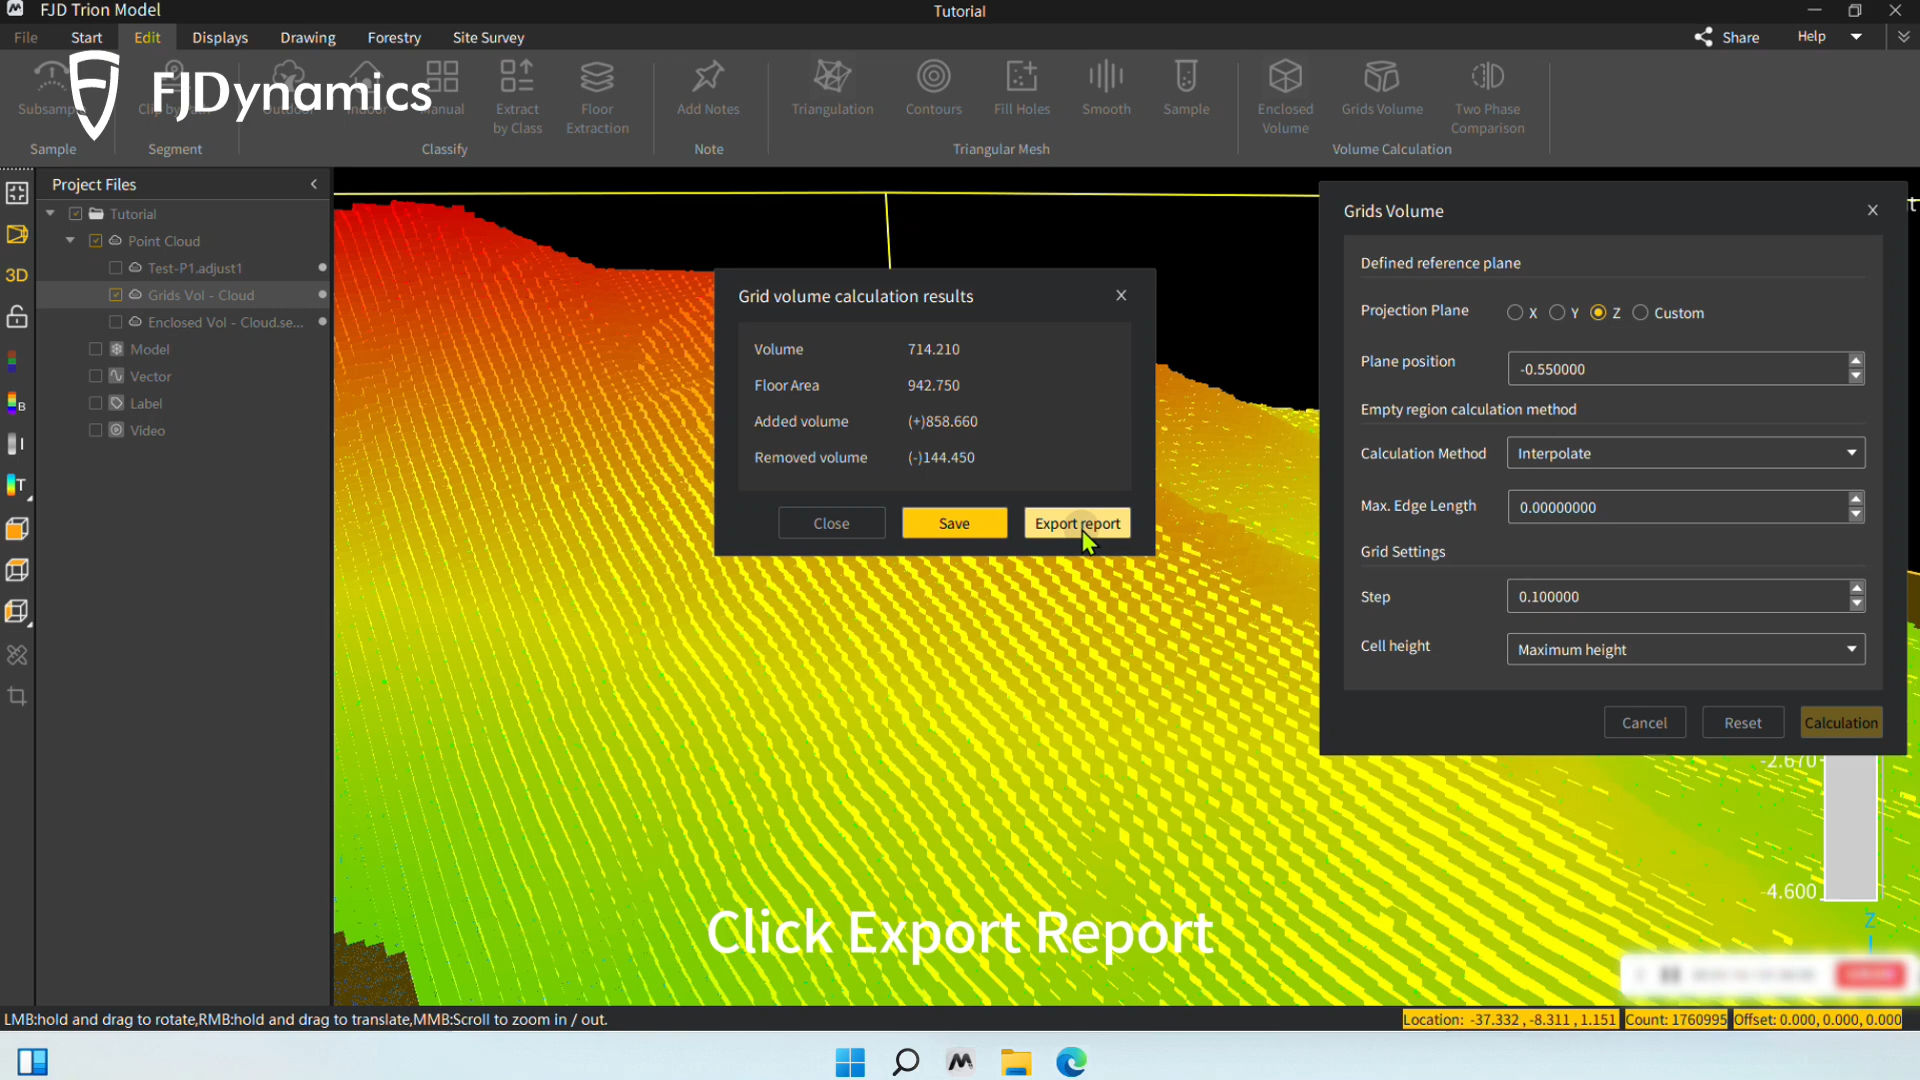 FJD Trion Model
Tutorial
File Start Edit Displays Drawing Forestry Site Survey
Share Help
FJDynamics
Manual
Extract by Class
Floor Extraction
Add Notes
Triangulation
Contours
Fill Holes
Smooth
Sample
Enclosed Volume
Grids Volume
Two Phase Comparison
Sample
Segment
Classify
Note
Triangular Mesh
Volume Calculation
Project Files
Tutorial
Point Cloud
Test-P1.adjust1
Grids Vol - Cloud
Enclosed Vol - Cloud.se...
Model
Vector
Label
Video
3D
B
I
T
Grid volume calculation results
Volume 714.210
Floor Area 942.750
Added volume (+)858.660
Removed volume (-)144.450
Close Save Export report
Grids Volume
Defined reference plane
Projection Plane X Y Z Custom
Plane position -0.550000
Empty region calculation method
Calculation Method Interpolate
Max. Edge Length 0.00000000
Grid Settings
Step 0.100000
Cell height Maximum height
Cancel Reset Calculation
-2.670
-4.600
Z
Click Export Report
LMB:hold and drag to rotate,RMB:hold and drag to translate,MMB:Scroll to zoom in / out.
Location: -37.332 , -8.311 , 1.151 Count: 1760995 Offset: 0.000, 0.000, 0.000